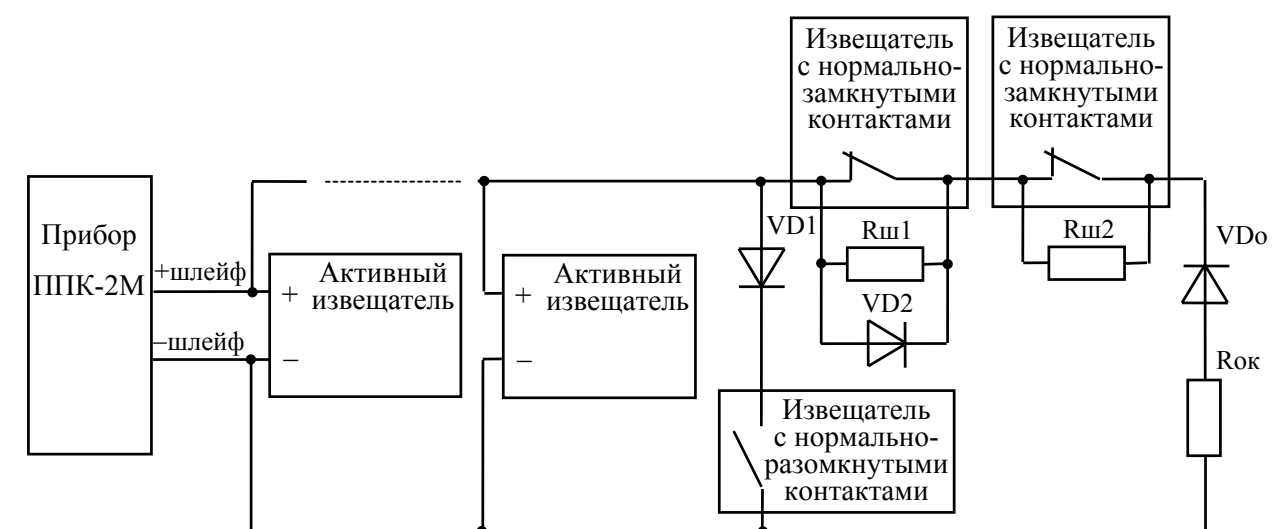 Извещатель
с нормально-
замкнутыми
контактами
Извещатель
с нормально-
замкнутыми
контактами
Прибор
ППК-2М
+шлейф
–шлейф
+
–
Активный
извещатель
+
–
Активный
извещатель
VD1
Rш1
VD2
Rш2
VDо
Rок
Извещатель
с нормально-
разомкнутыми
контактами